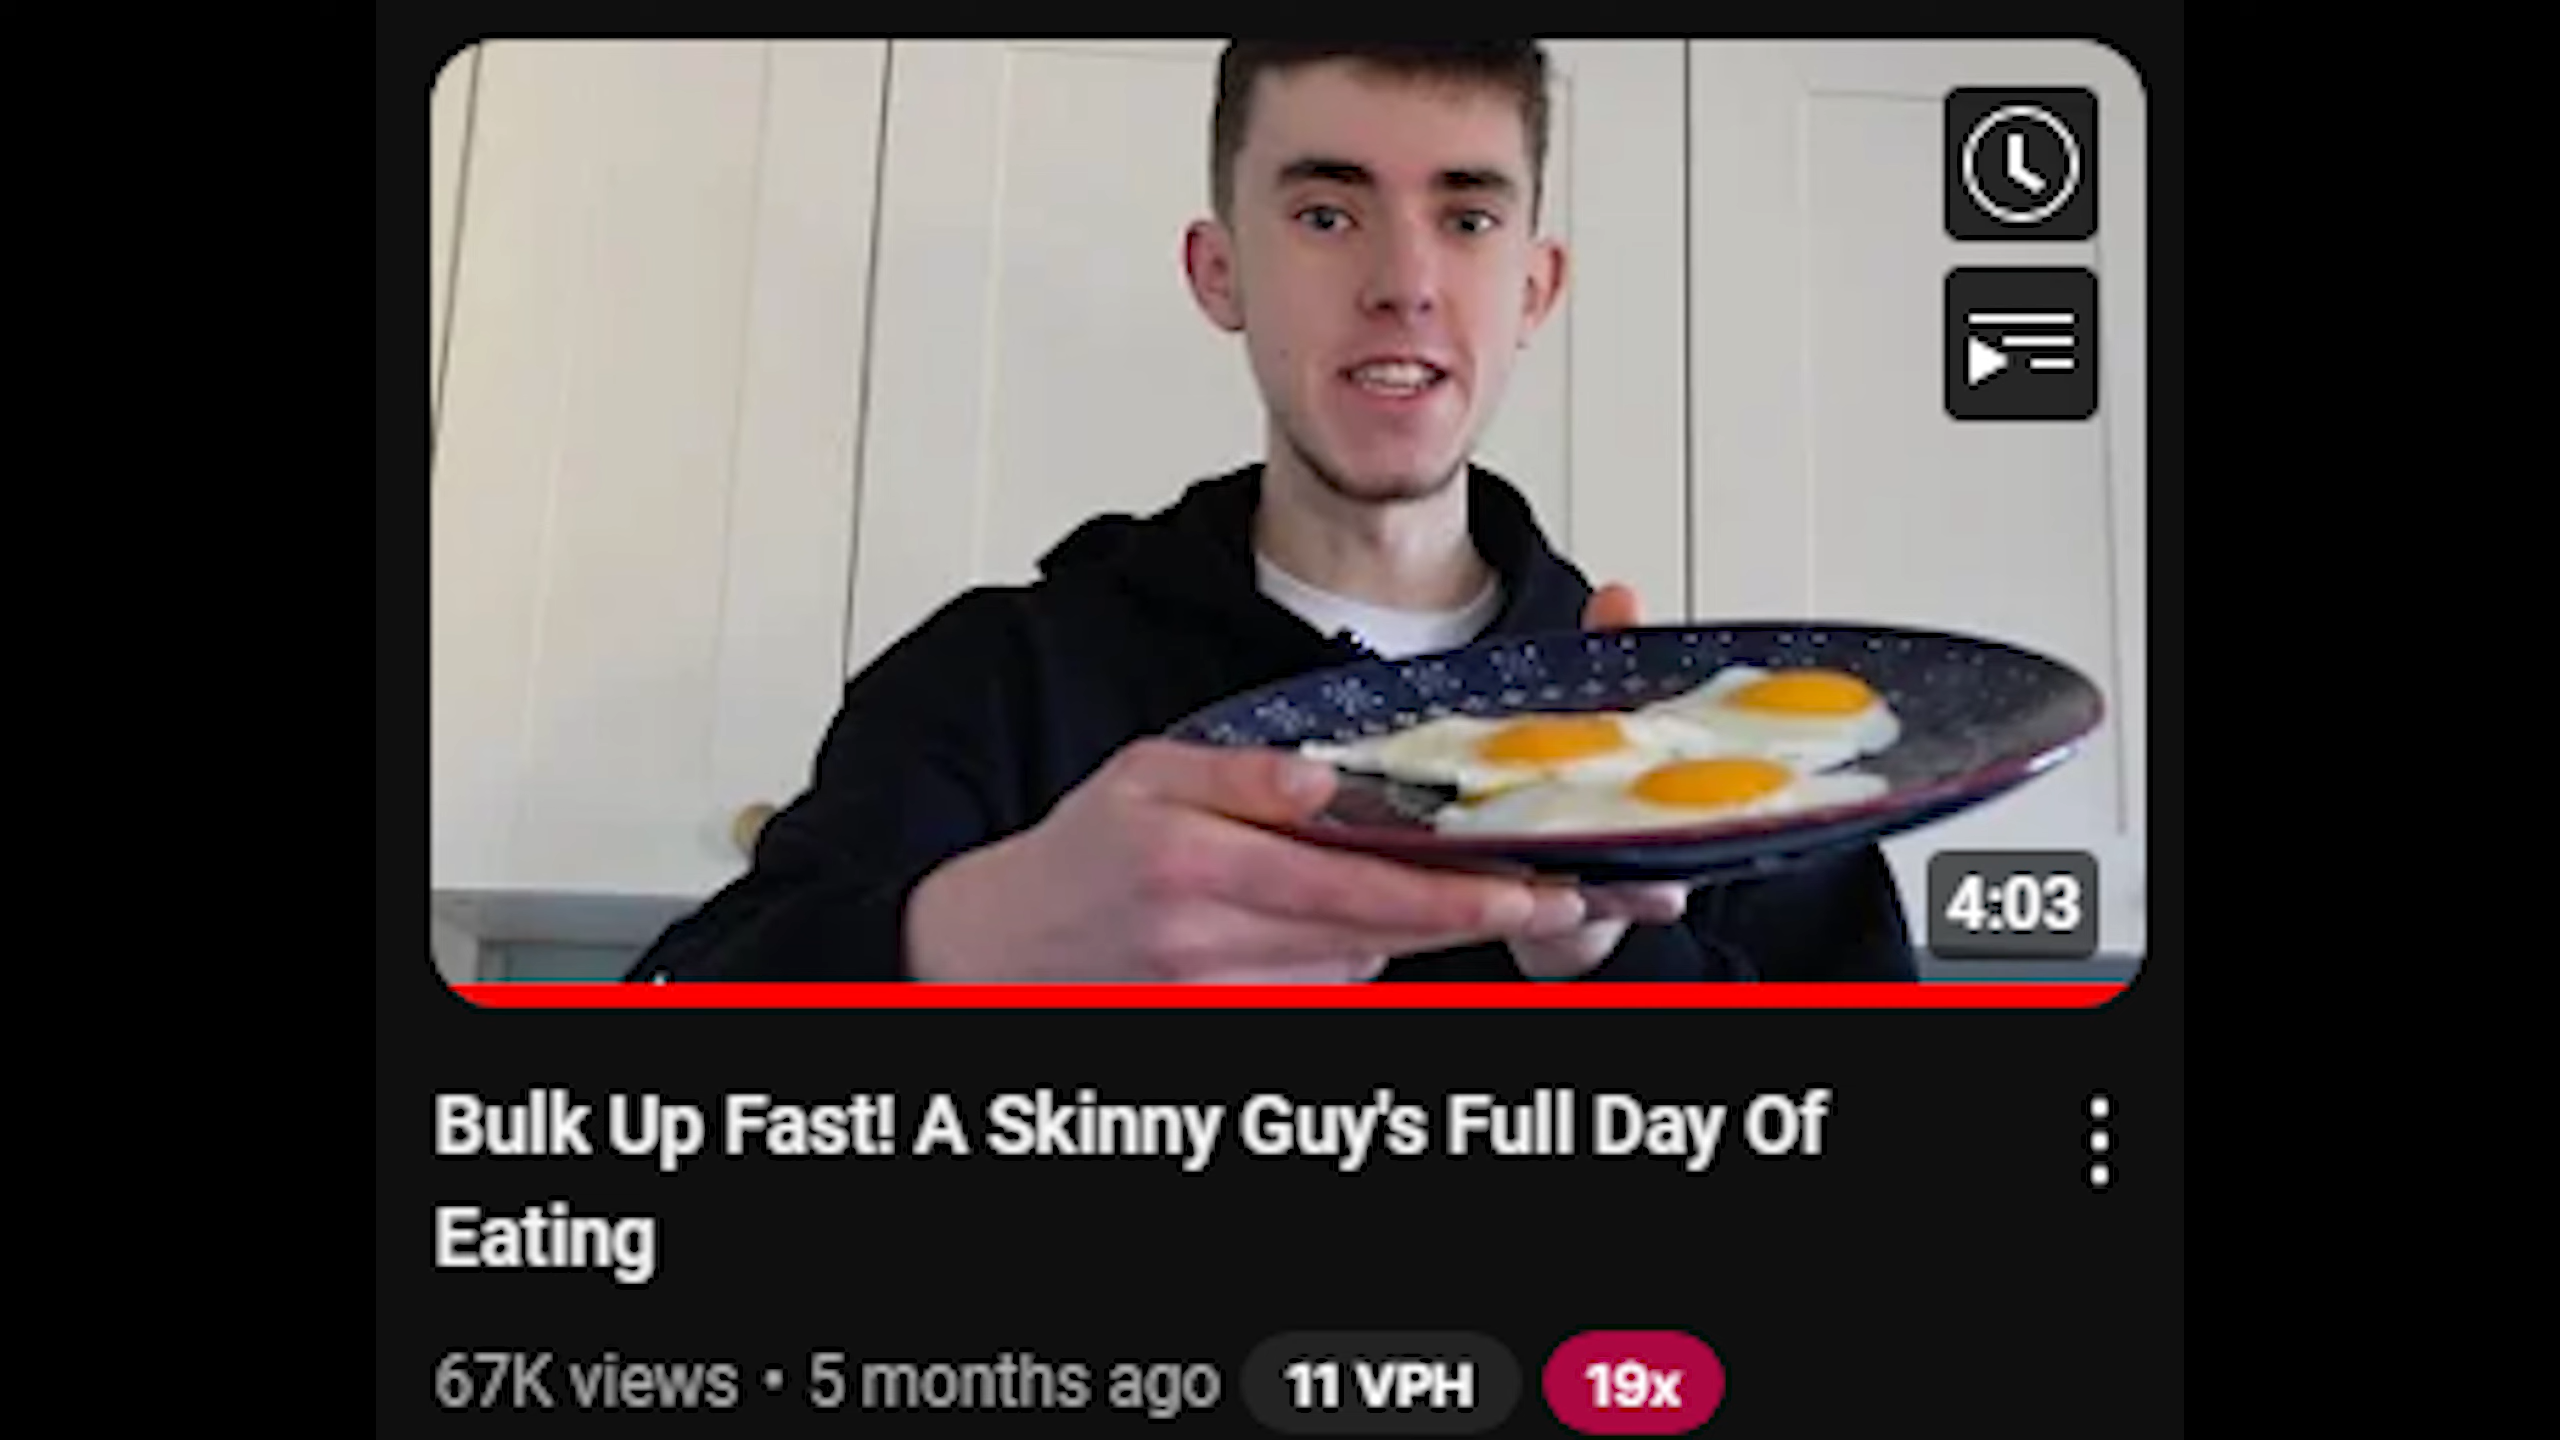 4:03
Bulk Up Fast! A Skinny Guy's Full Day Of
Eating
67K views • 5 months ago 11 VPH 19x